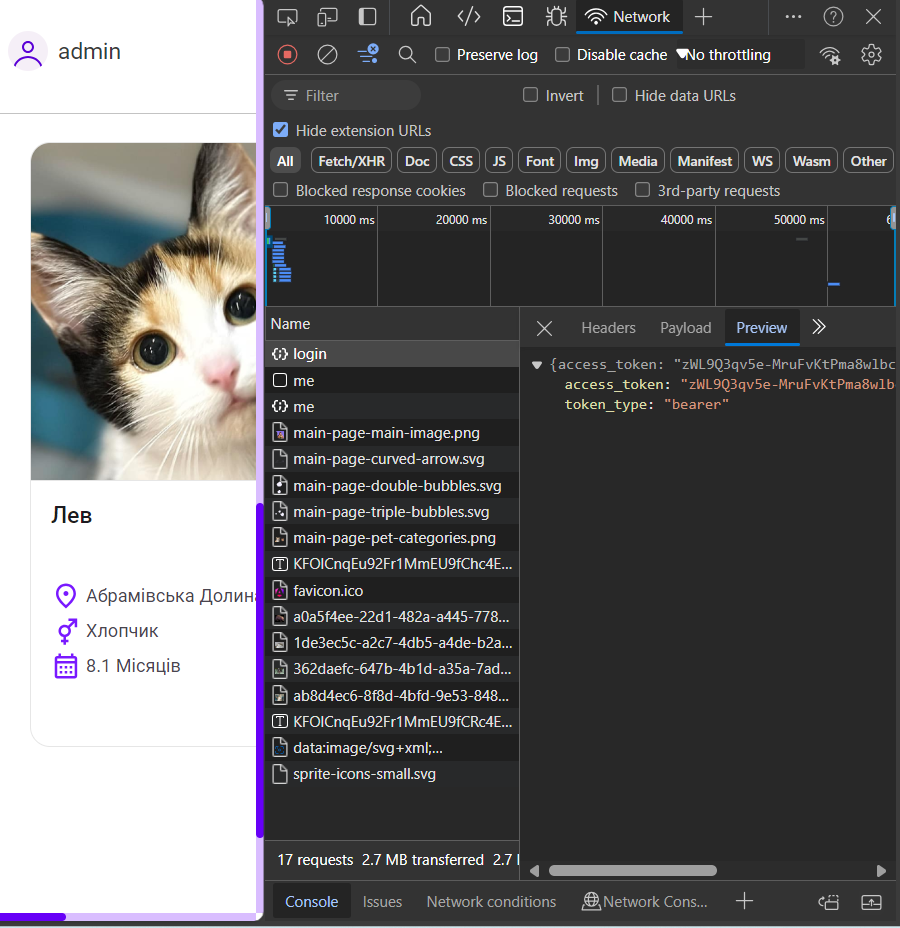 admin
Лев
Абрамівська Долина
Хлопчик
8.1 Місяців
Network
Preserve log
Disable cache
No throttling
Filter
Invert
Hide data URLs
Hide extension URLs
All Fetch/XHR Doc CSS JS Font Img Media Manifest WS Wasm Other
Blocked response cookies
Blocked requests
3rd-party requests
10000 ms 20000 ms 30000 ms 40000 ms 50000 ms 6
Name
login
me
me
main-page-main-image.png
main-page-curved-arrow.svg
main-page-double-bubbles.svg
main-page-triple-bubbles.svg
main-page-pet-categories.png
KFOlCnqEu92Fr1MmEU9fChc4E...
favicon.ico
a0a5f4ee-22d1-482a-a445-778...
1de3ec5c-a2c7-4db5-a4de-b2a...
362daefc-647b-4b1d-a35a-7ad...
ab8d4ec6-8f8d-4bfd-9e53-848...
KFOlCnqEu92Fr1MmEU9fCRc4E...
data:image/svg+xml;...
sprite-icons-small.svg
17 requests 2.7 MB transferred 2.7
Headers Payload Preview
{access_token: "zWL9Q3qv5e-MruFvKtPma8wlbc
access_token: "zWL9Q3qv5e-MruFvKtPma8wlbc
token_type: "bearer"
Console Issues Network conditions Network Cons...